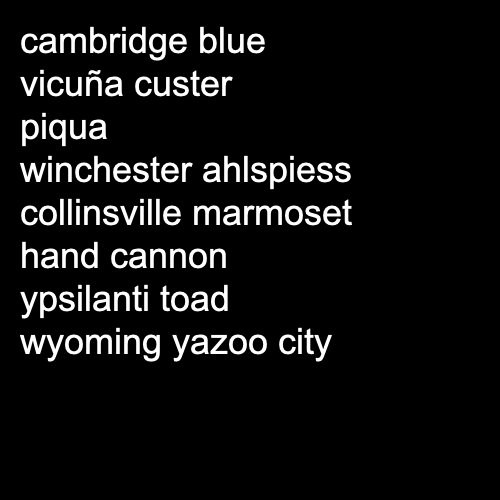 cambridge blue
vicuña custer
piqua
winchester ahlspiess
collinsville marmoset
hand cannon
ypsilanti toad
wyoming yazoo city